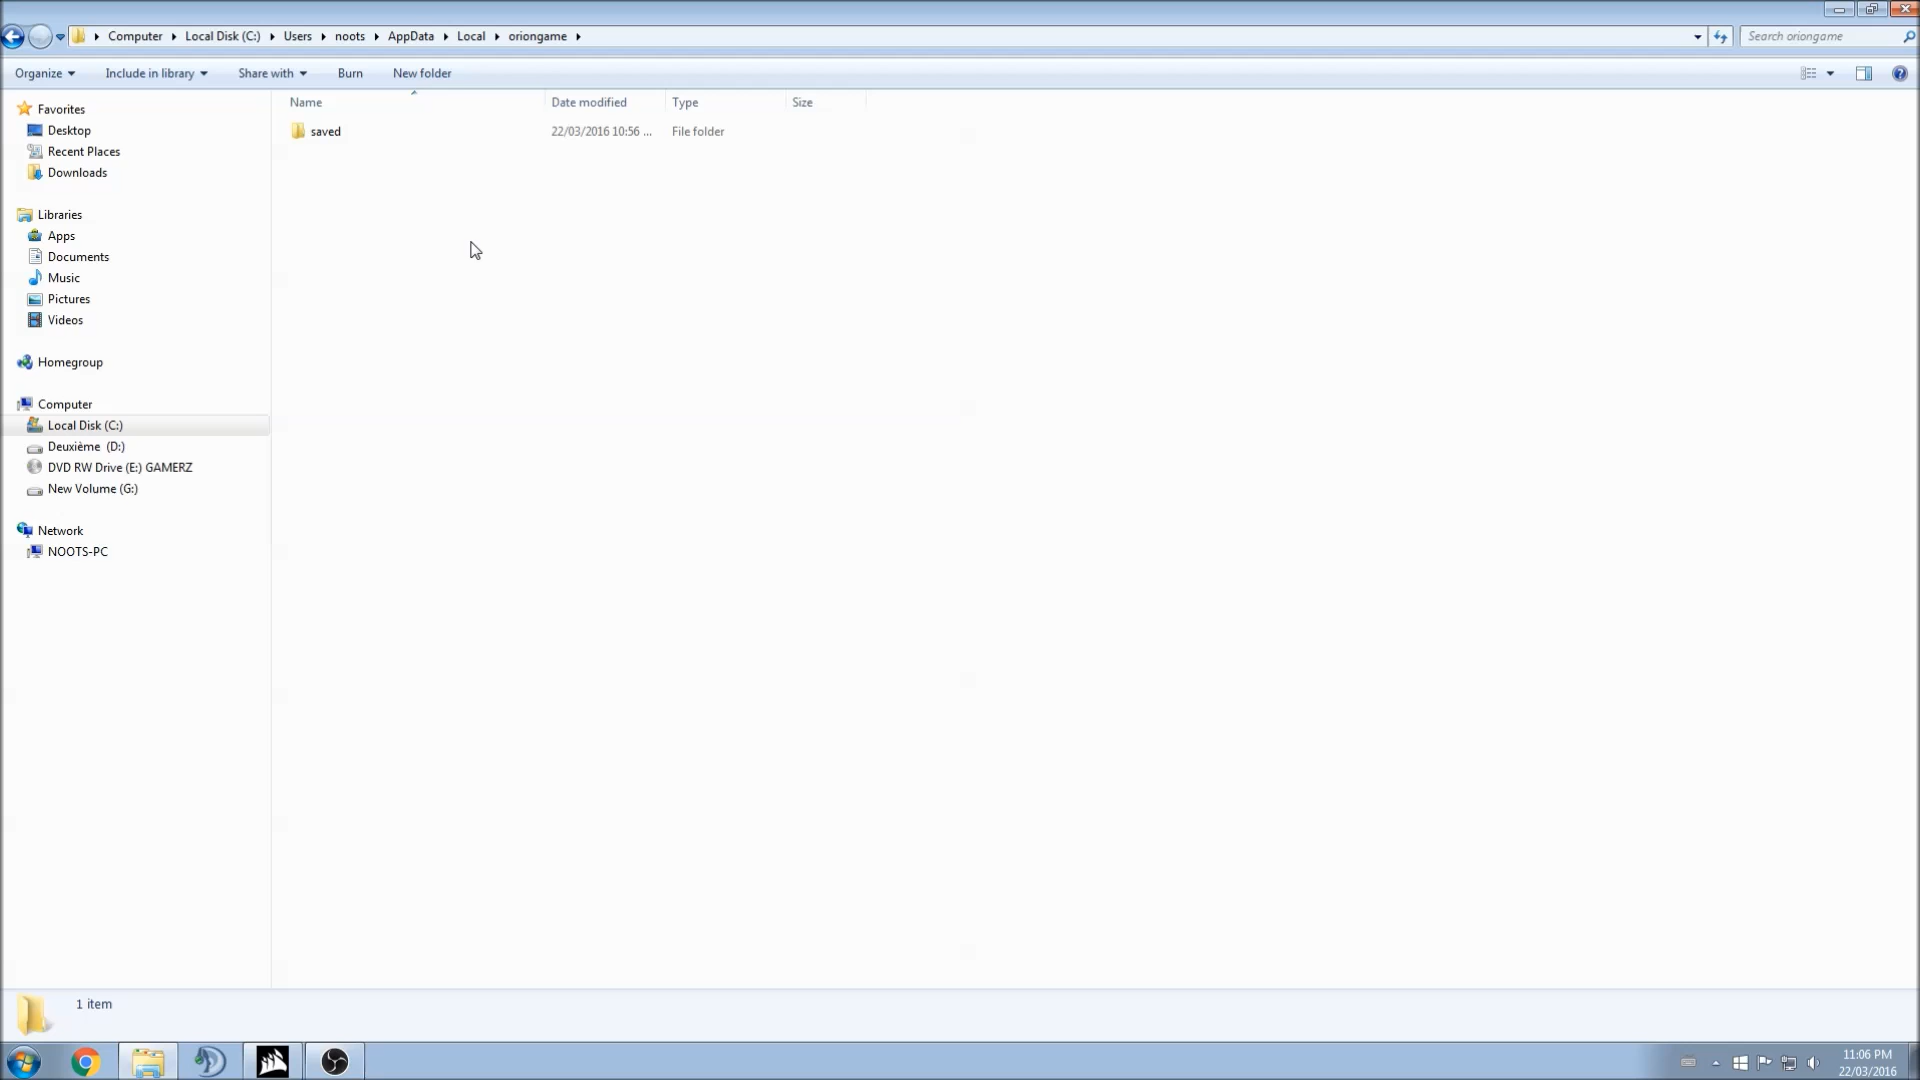 Computer Local Disk (C:) Users noots AppData Local oriongame
Search oriongame
Organize Include in library Share with Burn New folder
Name Date modified Type Size
saved 22/03/2016 10:56 ... File folder
Favorites
Desktop
Recent Places
Downloads
Libraries
Apps
Documents
Music
Pictures
Videos
Homegroup
Computer
Local Disk (C:)
Deuxième (D:)
DVD RW Drive (E:) GAMERZ
New Volume (G:)
Network
NOOTS-PC
1 item
11:06 PM
22/03/2016